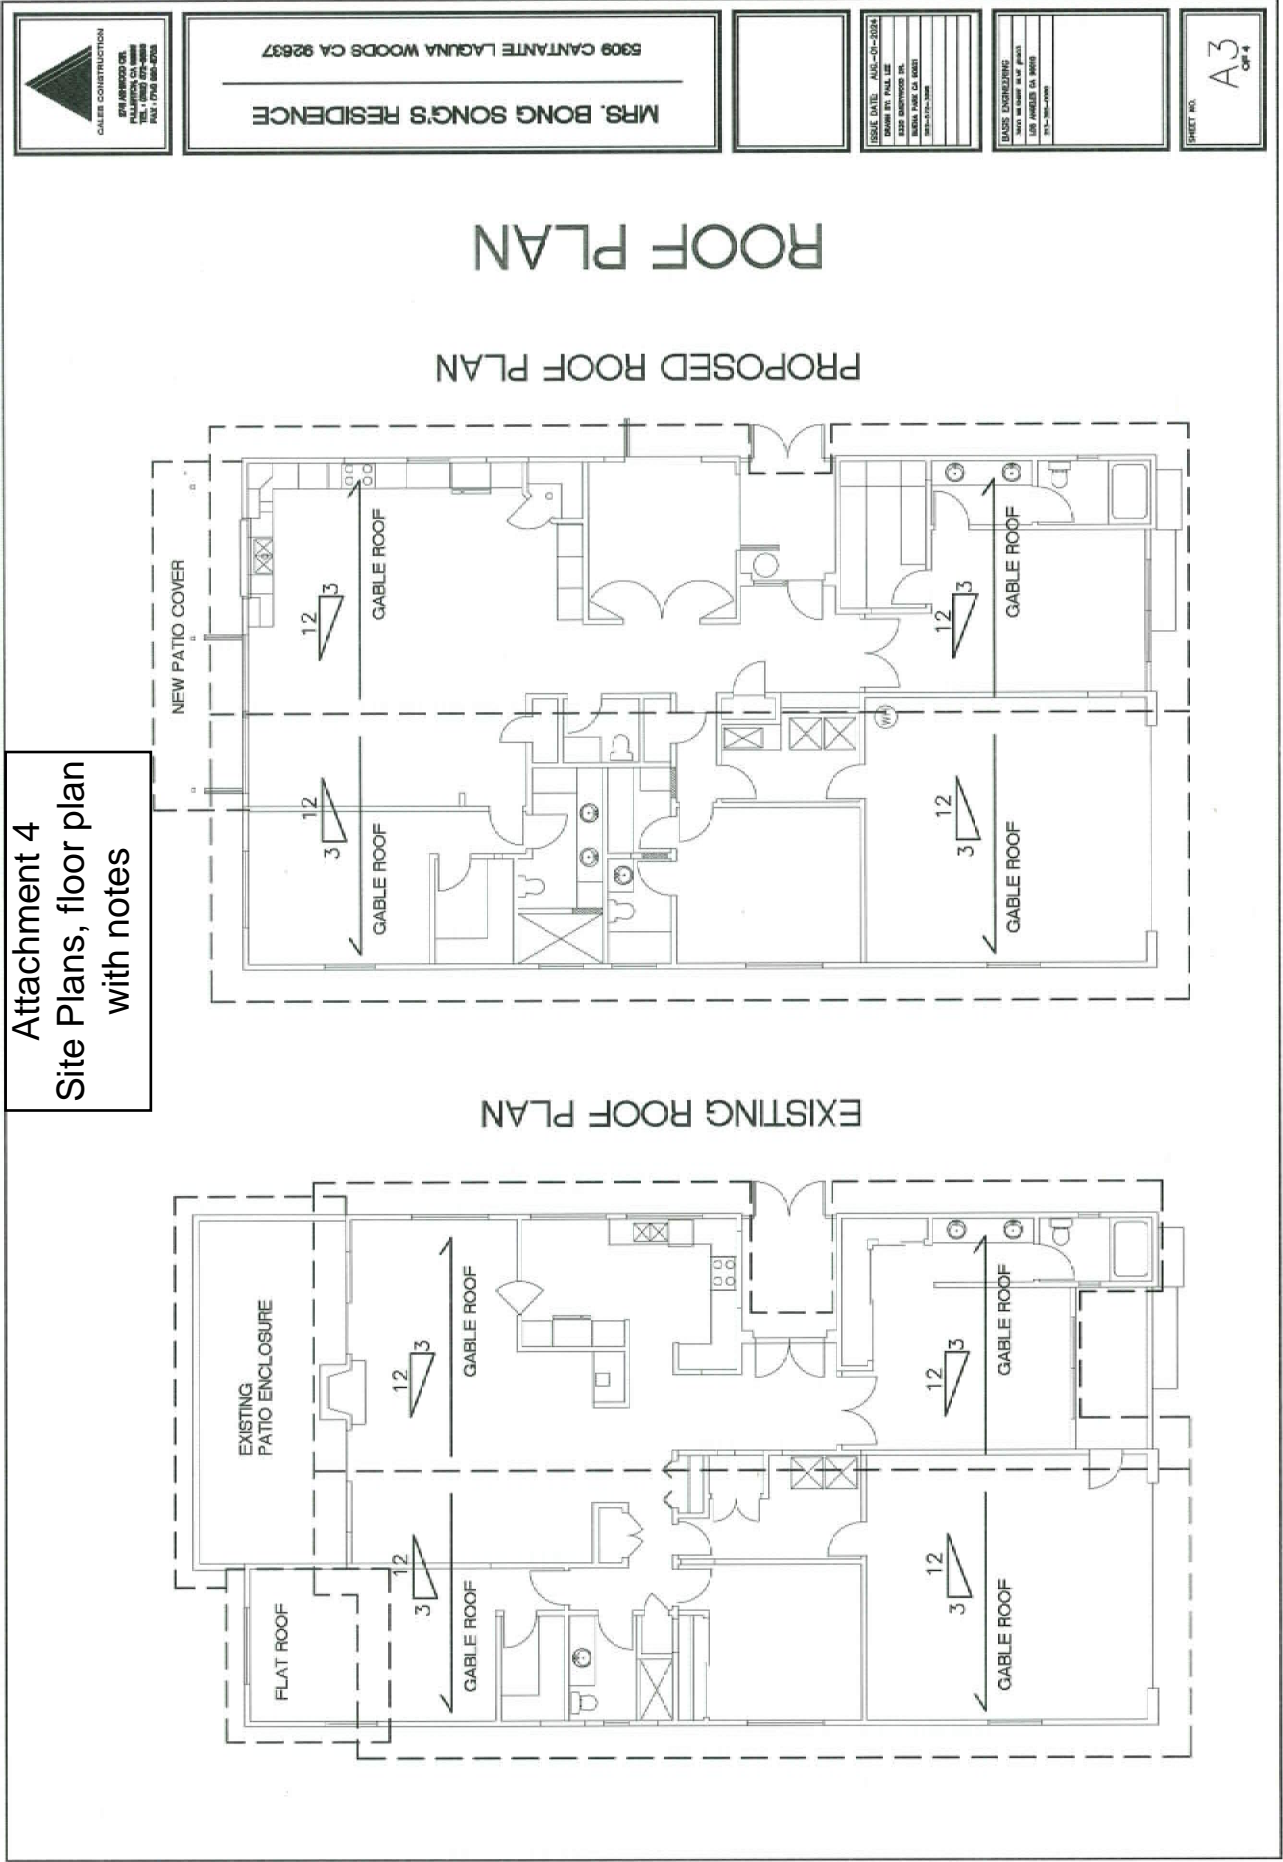 Attachment 4
Site Plans, floor plan
with notes
CALEB CONSTRUCTION
MRS. BONG SONG'S RESIDENCE
5309 CANTANTE LAGUNA WOODS CA 92637
ISSUE DATE: AUG.-01-2024
DRAWN BY: PAUL LEE
BASIS ENGINEERING
LOS ANGELES CA
SHEET NO.
A3
OF 4
ROOF PLAN
PROPOSED ROOF PLAN
NEW PATIO COVER
12
3
GABLE ROOF
12
3
GABLE ROOF
12
3
GABLE ROOF
12
3
GABLE ROOF
EXISTING ROOF PLAN
EXISTING
PATIO ENCLOSURE
FLAT ROOF
12
3
GABLE ROOF
12
3
GABLE ROOF
12
3
GABLE ROOF
12
3
GABLE ROOF